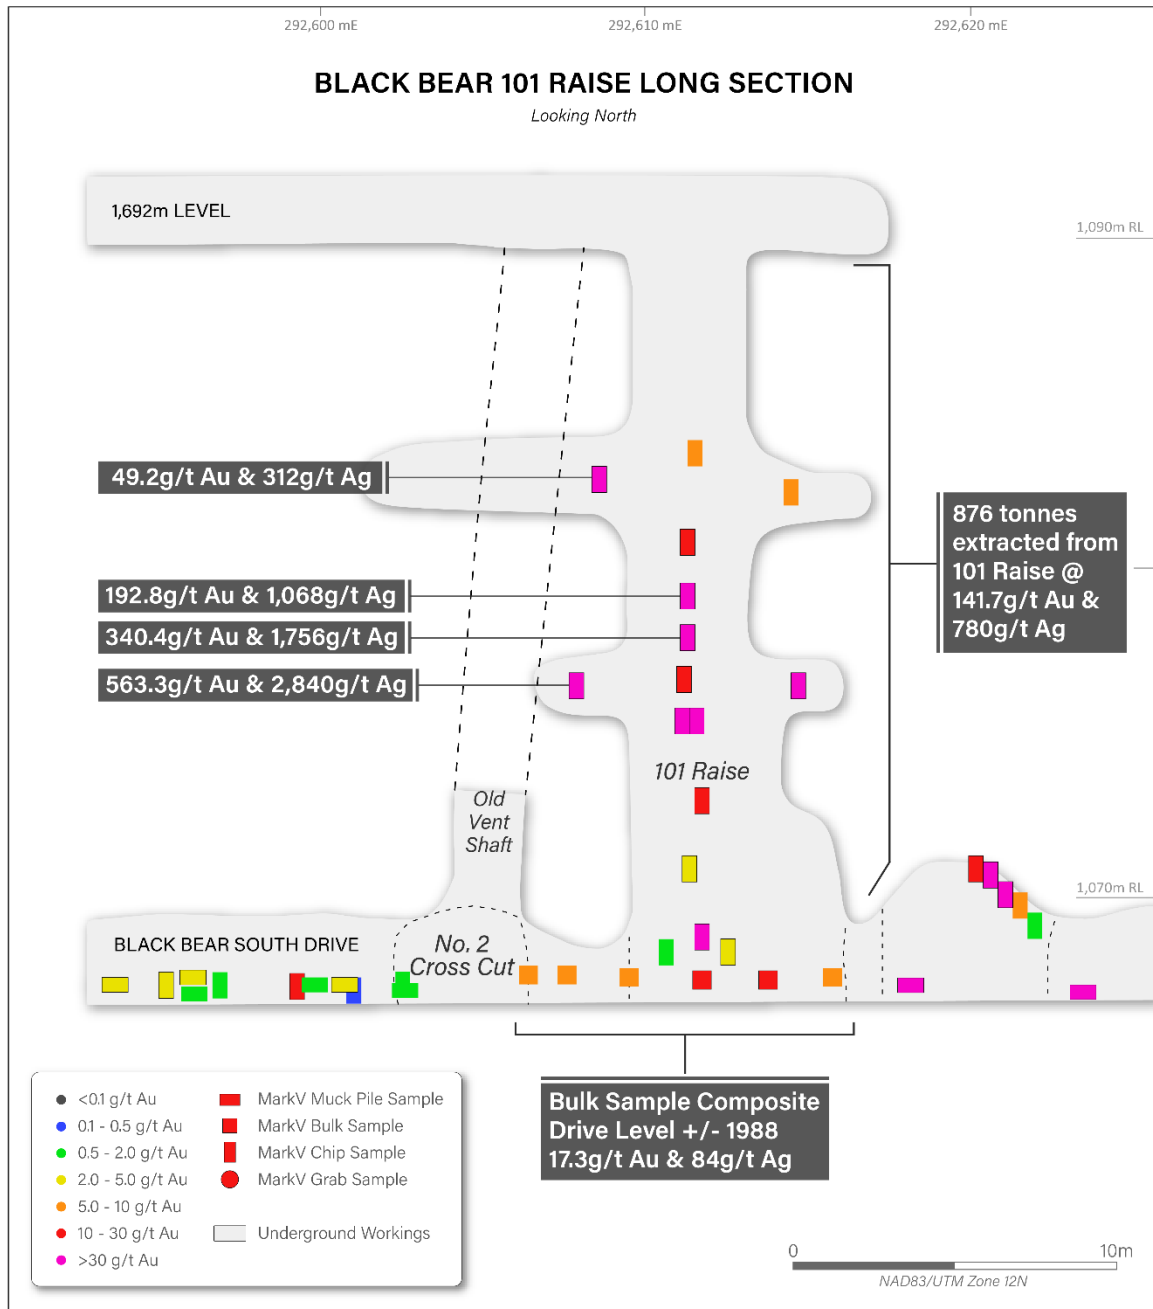 292,600 mE
292,610 mE
292,620 mE
BLACK BEAR 101 RAISE LONG SECTION
Looking North
1,692m LEVEL
1,090m RL
49.2g/t Au & 312g/t Ag
876 tonnes
extracted from
101 Raise @
141.7g/t Au &
780g/t Ag
192.8g/t Au & 1,068g/t Ag
340.4g/t Au & 1,756g/t Ag
563.3g/t Au & 2,840g/t Ag
101 Raise
Old
Vent
Shaft
1,070m RL
BLACK BEAR SOUTH DRIVE
No. 2
Cross Cut
Bulk Sample Composite
Drive Level +/- 1988
17.3g/t Au & 84g/t Ag
<0.1 g/t Au
0.1 - 0.5 g/t Au
0.5 - 2.0 g/t Au
2.0 - 5.0 g/t Au
5.0 - 10 g/t Au
10 - 30 g/t Au
>30 g/t Au
MarkV Muck Pile Sample
MarkV Bulk Sample
MarkV Chip Sample
MarkV Grab Sample
Underground Workings
0
10m
NAD83/UTM Zone 12N